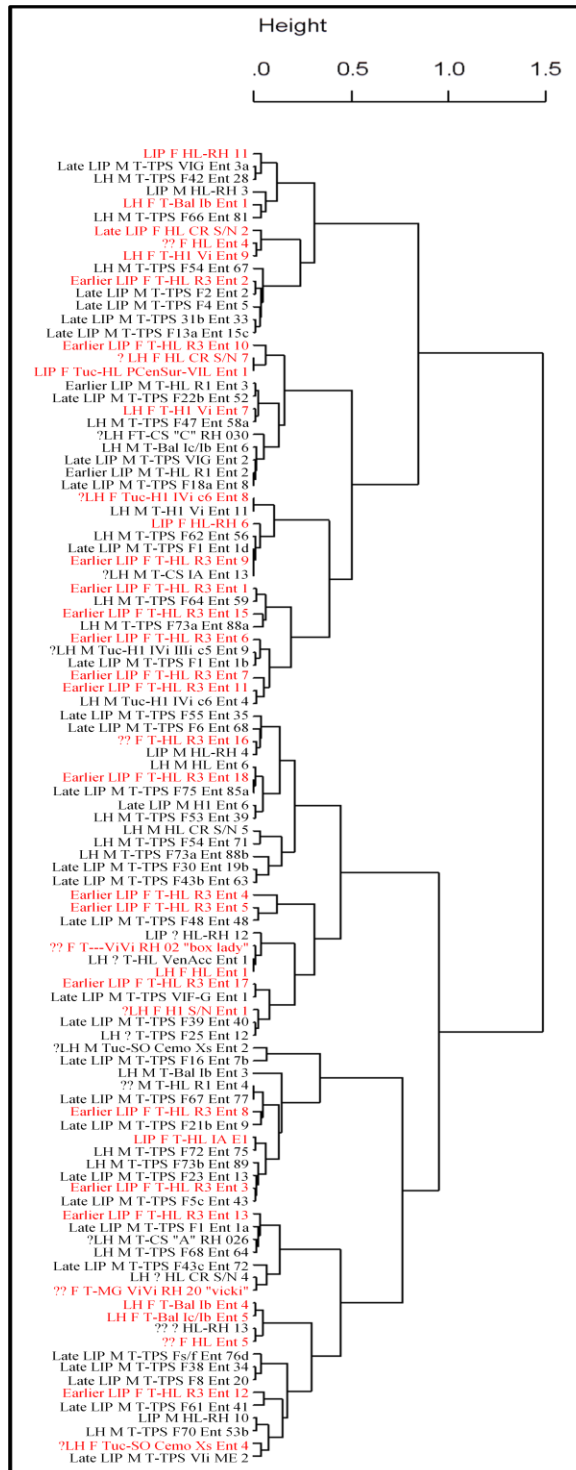 Height
.0 0.5 1.0 1.5
LIP F HL-RH 11
Late LIP M T-TPS VIG Ent 3a
LH M T-TPS F42 Ent 28
LIP M HL-RH 3
LH F T-Bal Ib Ent 1
LH M T-TPS F66 Ent 81
Late LIP F HL CR S/N 2
?? F HL Ent 4
LH F T-H1 Vi Ent 9
LH M T-TPS F54 Ent 67
Earlier LIP F T-HL R3 Ent 2
Late LIP M T-TPS F2 Ent 2
Late LIP M T-TPS F4 Ent 5
Late LIP M T-TPS 31b Ent 33
Late LIP M T-TPS F13a Ent 15c
Earlier LIP F T-HL R3 Ent 10
? LH F HL CR S/N 7
LIP F Tuc-HL PCenSur-VIL Ent 1
Earlier LIP M T-HL R1 Ent 3
Late LIP M T-TPS F22b Ent 52
LH F T-H1 Vi Ent 7
LH M T-TPS F47 Ent 58a
?LH FT-CS "C" RH 030
LH M T-Bal Ic/Ib Ent 6
Late LIP M T-TPS VIG Ent 2
Earlier LIP M T-HL R1 Ent 2
Late LIP M T-TPS F18a Ent 8
?LH F Tuc-H1 IVi c6 Ent 8
LH M T-H1 Vi Ent 11
LIP F HL-RH 6
LH M T-TPS F62 Ent 56
Late LIP M T-TPS F1 Ent 1d
Earlier LIP F T-HL R3 Ent 9
?LH M T-CS IA Ent 13
Earlier LIP F T-HL R3 Ent 1
LH M T-TPS F64 Ent 59
Earlier LIP F T-HL R3 Ent 15
LH M T-TPS F73a Ent 88a
Earlier LIP F T-HL R3 Ent 6
?LH M Tuc-H1 IVi IIIi c5 Ent 9
Late LIP M T-TPS F1 Ent 1b
Earlier LIP F T-HL R3 Ent 7
Earlier LIP F T-HL R3 Ent 11
LH M Tuc-H1 IVi c6 Ent 4
Late LIP M T-TPS F55 Ent 35
Late LIP M T-TPS F6 Ent 68
?? F T-HL R3 Ent 16
LIP M HL-RH 4
LH M HL Ent 6
Earlier LIP F T-HL R3 Ent 18
Late LIP M T-TPS F75 Ent 85a
Late LIP M H1 Ent 6
LH M T-TPS F53 Ent 39
LH M HL CR S/N 5
LH M T-TPS F54 Ent 71
LH M T-TPS F73a Ent 88b
Late LIP M T-TPS F30 Ent 19b
Late LIP M T-TPS F43b Ent 63
Earlier LIP F T-HL R3 Ent 4
Earlier LIP F T-HL R3 Ent 5
Late LIP M T-TPS F48 Ent 48
LIP ? HL-RH 12
?? F T---ViVi RH 02 "box lady"
LH ? T-HL VenAcc Ent 1
LH F HL Ent 1
Earlier LIP F T-HL R3 Ent 17
Late LIP M T-TPS VIF-G Ent 1
?LH F H1 S/N Ent 1
Late LIP M T-TPS F39 Ent 40
LH ? T-TPS F25 Ent 12
?LH M Tuc-SO Cemo Xs Ent 2
Late LIP M T-TPS F16 Ent 7b
LH M T-Bal Ib Ent 3
?? M T-HL R1 Ent 4
Late LIP M T-TPS F67 Ent 77
Earlier LIP F T-HL R3 Ent 8
Late LIP M T-TPS F21b Ent 9
LIP F T-HL IA E1
LH M T-TPS F72 Ent 75
LH M T-TPS F73b Ent 89
Late LIP M T-TPS F23 Ent 13
Earlier LIP F T-HL R3 Ent 3
Late LIP M T-TPS F5c Ent 43
Earlier LIP F T-HL R3 Ent 13
Late LIP M T-TPS F1 Ent 1a
?LH M T-CS "A" RH 026
LH M T-TPS F68 Ent 64
Late LIP M T-TPS F43c Ent 72
LH ? HL CR S/N 4
?? F T-MG ViVi RH 20 "vicki"
LH F T-Bal Ib Ent 4
LH F T-Bal Ic/Ib Ent 5
?? ? HL-RH 13
?? F HL Ent 5
Late LIP M T-TPS Fs/f Ent 76d
Late LIP M T-TPS F38 Ent 34
Late LIP M T-TPS F8 Ent 20
Earlier LIP F T-HL R3 Ent 12
Late LIP M T-TPS F61 Ent 41
LIP M HL-RH 10
LH M T-TPS F70 Ent 53b
?LH F Tuc-SO Cemo Xs Ent 4
Late LIP M T-TPS VIi ME 2